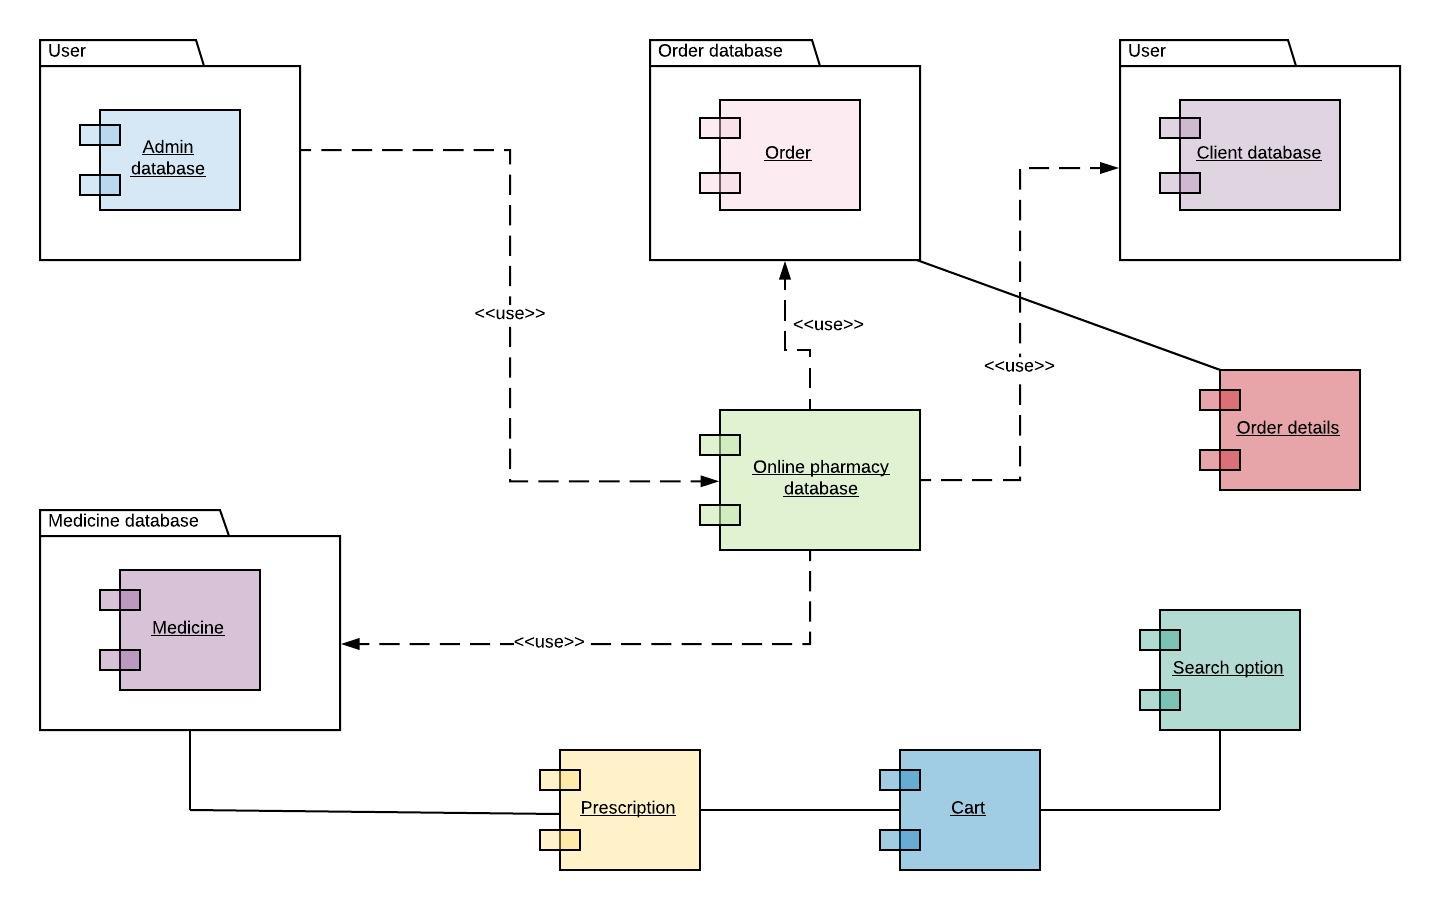 User
Order database
User
Admin
database
Order
Client database
<<use>>
<<use>>
<<use>>
Order details
Online pharmacy
database
Medicine database
Medicine
<<use>>
Search option
Prescription
Cart